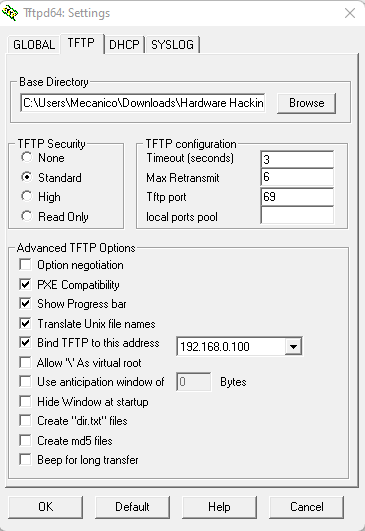 Tftpd64: Settings
GLOBAL TFTP DHCP SYSLOG
Base Directory
C:\Users\Mecanico\Downloads\Hardware Hackin Browse
TFTP Security
None
Standard
High
Read Only
TFTP configuration
Timeout (seconds) 3
Max Retransmit 6
Tftp port 69
local ports pool
Advanced TFTP Options
Option negotiation
PXE Compatibility
Show Progress bar
Translate Unix file names
Bind TFTP to this address 192.168.0.100
Allow '\' As virtual root
Use anticipation window of 0 Bytes
Hide Window at startup
Create "dir.txt" files
Create md5 files
Beep for long transfer
OK Default Help Cancel